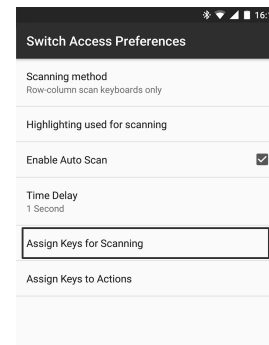 16:
Switch Access Preferences
Scanning method
Row-column scan keyboards only
Highlighting used for scanning
Enable Auto Scan
Time Delay
1 Second
Assign Keys for Scanning
Assign Keys to Actions